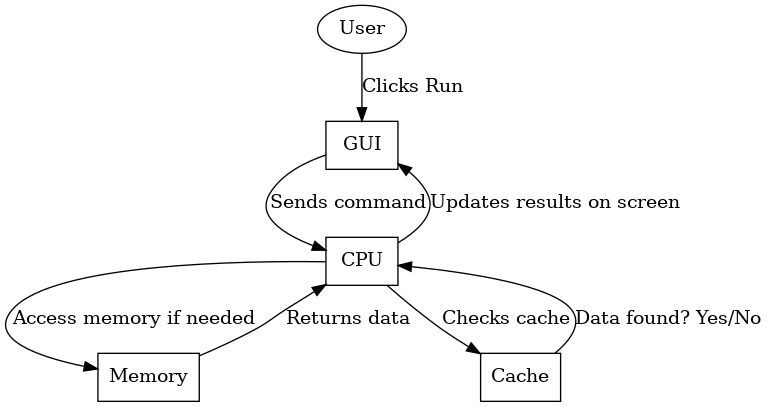 User
Clicks Run
GUI
Sends command
Updates results on screen
CPU
Access memory if needed
Returns data
Checks cache
Data found? Yes/No
Memory
Cache